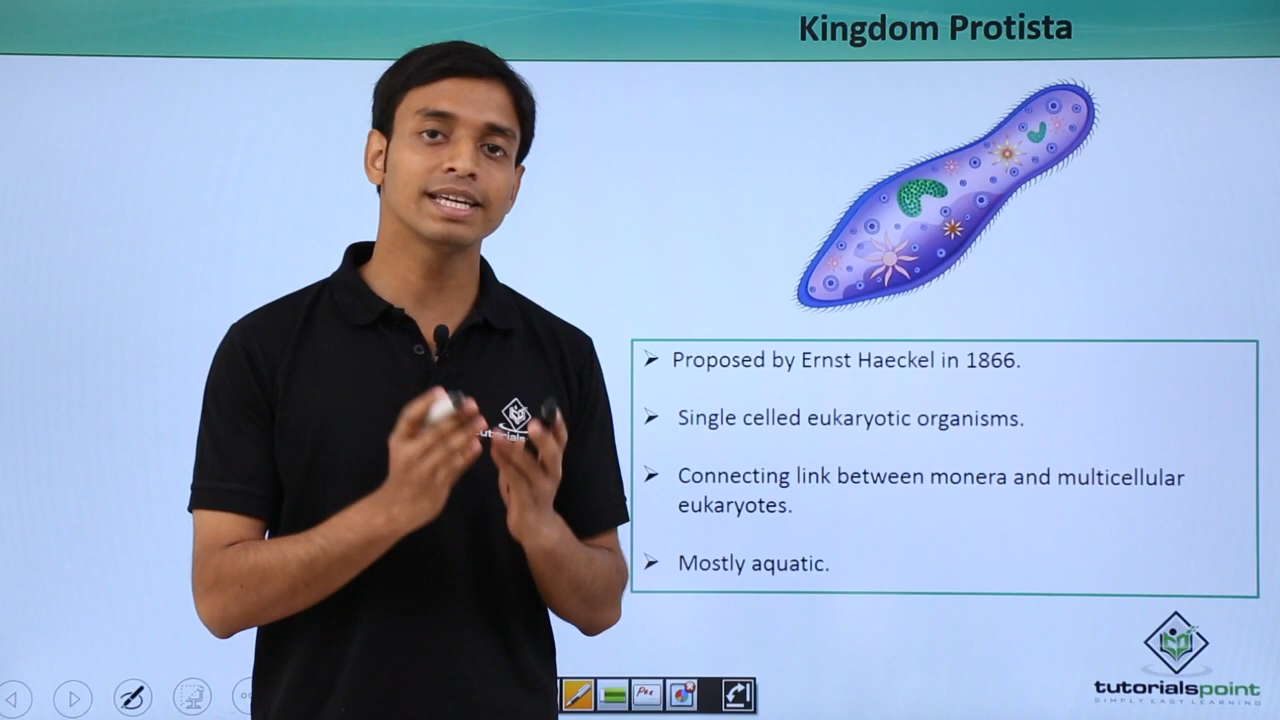 Kingdom Protista
Proposed by Ernst Haeckel in 1866.
Single celled eukaryotic organisms.
Connecting link between monera and multicellular
eukaryotes.
Mostly aquatic.
tutorialspoint
SIMPLY EASY LEARNING